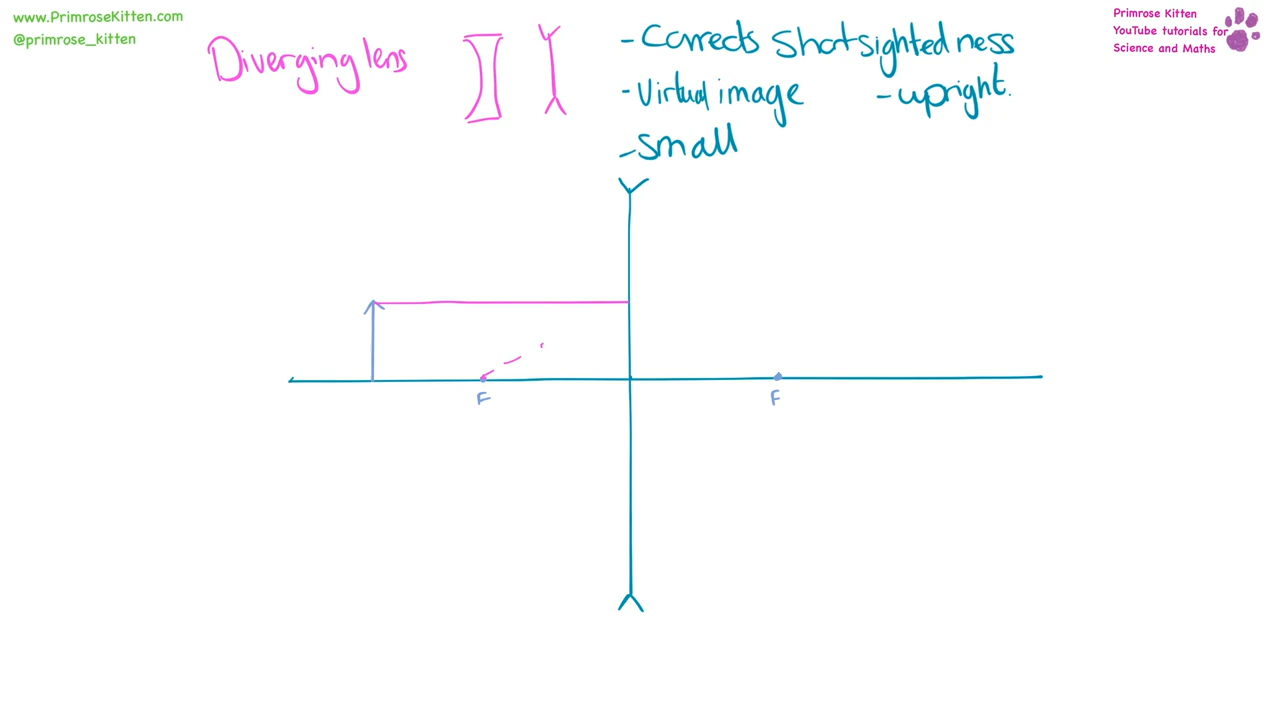 www.PrimroseKitten.com
@primrose_kitten
Diverging lens
- Corrects Shortsightedness
- Virtual image - upright.
- Small
Primrose Kitten
YouTube tutorials for
Science and Maths
F F